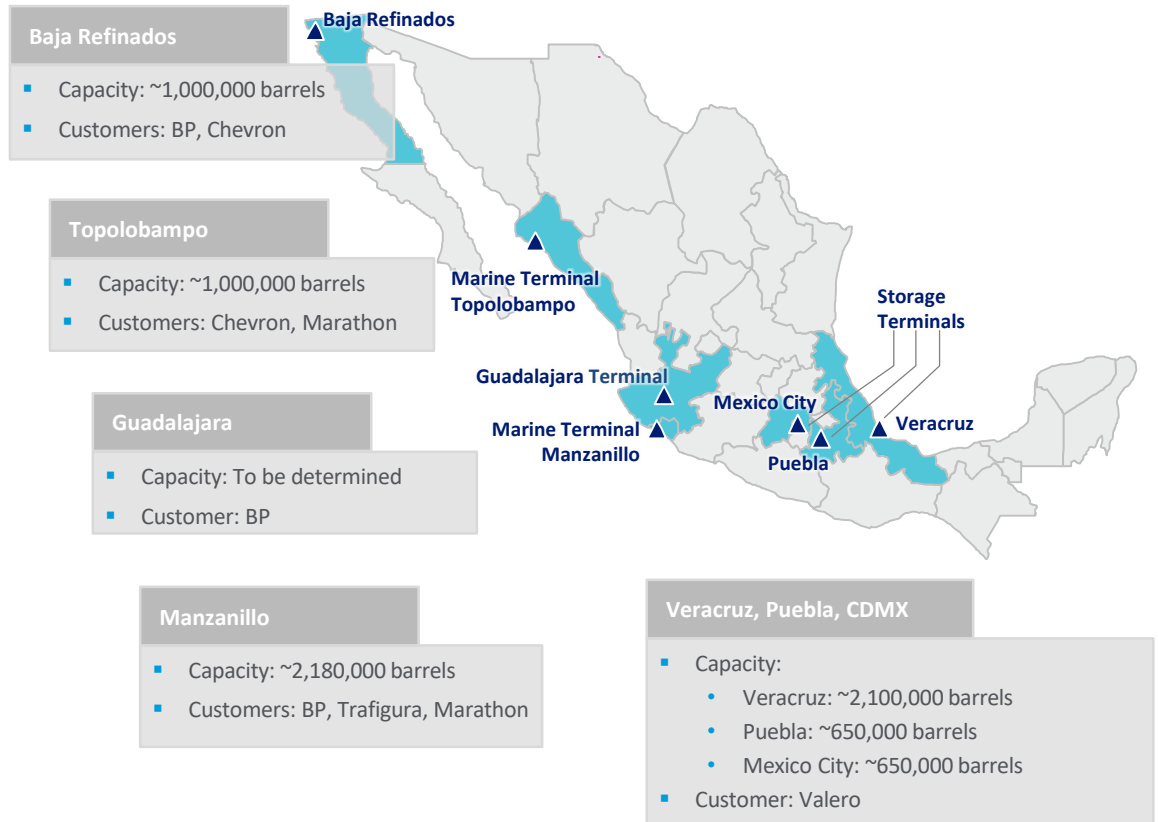 Baja Refinados
Baja Refinados
Capacity: ~1,000,000 barrels
Customers: BP, Chevron
Topolobampo
Capacity: ~1,000,000 barrels
Customers: Chevron, Marathon
Marine Terminal
Topolobampo
Storage
Terminals
Guadalajara Terminal
Mexico City
Marine Terminal
Manzanillo
Veracruz
Puebla
Guadalajara
Capacity: To be determined
Customer: BP
Manzanillo
Capacity: ~2,180,000 barrels
Customers: BP, Trafigura, Marathon
Veracruz, Puebla, CDMX
Capacity:
Veracruz: ~2,100,000 barrels
Puebla: ~650,000 barrels
Mexico City: ~650,000 barrels
Customer: Valero